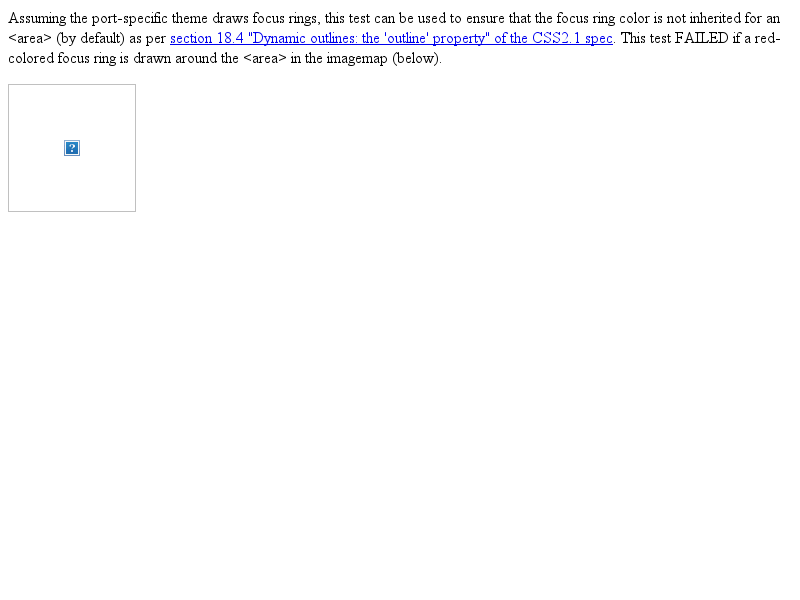 Assuming the port-specific theme draws focus rings, this test can be used to ensure that the focus ring color is not inherited for an
<area> (by default) as per section 18.4 "Dynamic outlines: the 'outline' property" of the CSS2.1 spec. This test FAILED if a red-
colored focus ring is drawn around the <area> in the imagemap (below).
?